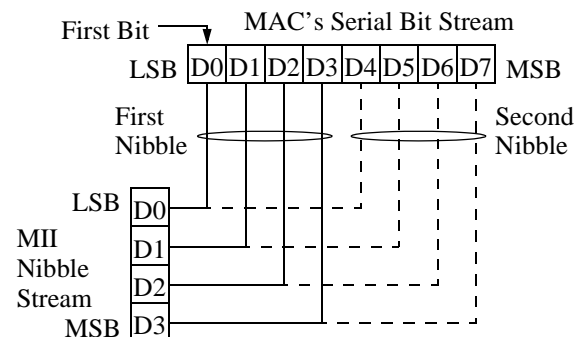 MAC's Serial Bit Stream
First Bit
LSB D0 D1 D2 D3 D4 D5 D6 D7 MSB
First
Nibble
Second
Nibble
LSB D0
D1
MII
Nibble
Stream
D2
MSB D3